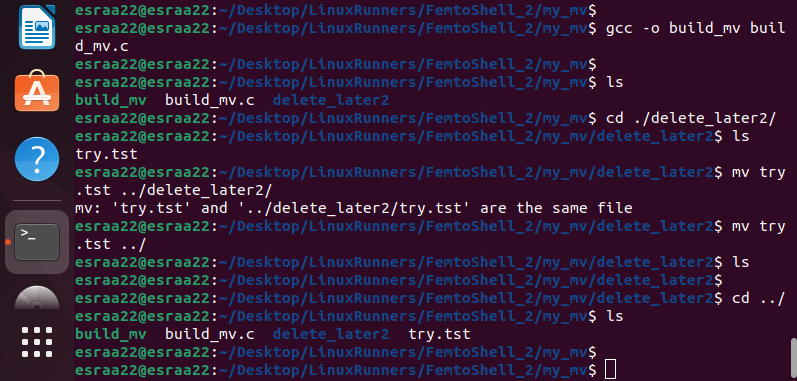 esraa22@esraa22:~/Desktop/LinuxRunners/FemtoShell_2/my_mv$
esraa22@esraa22:~/Desktop/LinuxRunners/FemtoShell_2/my_mv$ gcc -o build_mv buil
d_mv.c
esraa22@esraa22:~/Desktop/LinuxRunners/FemtoShell_2/my_mv$
esraa22@esraa22:~/Desktop/LinuxRunners/FemtoShell_2/my_mv$ ls
build_mv  build_mv.c  delete_later2
esraa22@esraa22:~/Desktop/LinuxRunners/FemtoShell_2/my_mv$ cd ./delete_later2/
esraa22@esraa22:~/Desktop/LinuxRunners/FemtoShell_2/my_mv/delete_later2$ ls
try.tst
esraa22@esraa22:~/Desktop/LinuxRunners/FemtoShell_2/my_mv/delete_later2$ mv try
.tst ../delete_later2/
mv: 'try.tst' and '../delete_later2/try.tst' are the same file
esraa22@esraa22:~/Desktop/LinuxRunners/FemtoShell_2/my_mv/delete_later2$ mv try
.tst ../
esraa22@esraa22:~/Desktop/LinuxRunners/FemtoShell_2/my_mv/delete_later2$ ls
esraa22@esraa22:~/Desktop/LinuxRunners/FemtoShell_2/my_mv/delete_later2$
esraa22@esraa22:~/Desktop/LinuxRunners/FemtoShell_2/my_mv/delete_later2$ cd ../
esraa22@esraa22:~/Desktop/LinuxRunners/FemtoShell_2/my_mv$ ls
build_mv  build_mv.c  delete_later2  try.tst
esraa22@esraa22:~/Desktop/LinuxRunners/FemtoShell_2/my_mv$
esraa22@esraa22:~/Desktop/LinuxRunners/FemtoShell_2/my_mv$